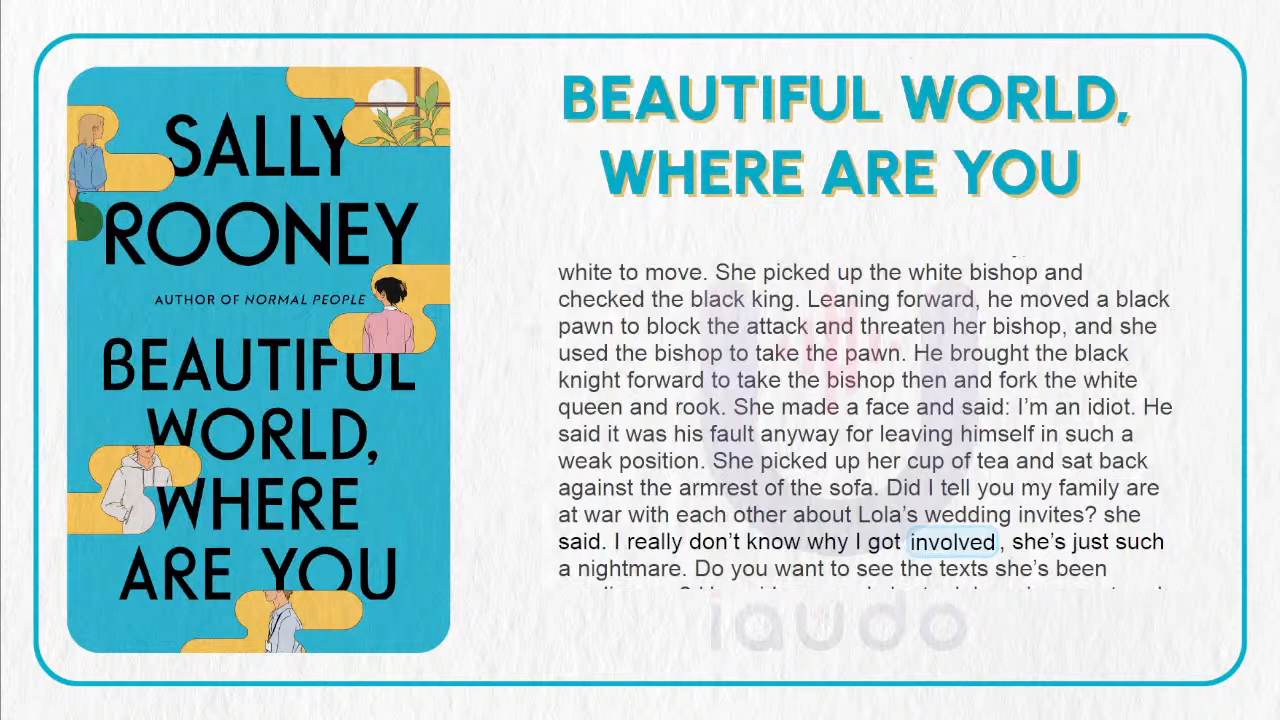 SALLY
ROONEY
AUTHOR OF NORMAL PEOPLE
BEAUTIFUL
WORLD,
WHERE
ARE YOU
BEAUTIFUL WORLD,
WHERE ARE YOU
white to move. She picked up the white bishop and
checked the black king. Leaning forward, he moved a black
pawn to block the attack and threaten her bishop, and she
used the bishop to take the pawn. He brought the black
knight forward to take the bishop then and fork the white
queen and rook. She made a face and said: I’m an idiot. He
said it was his fault anyway for leaving himself in such a
weak position. She picked up her cup of tea and sat back
against the armrest of the sofa. Did I tell you my family are
at war with each other about Lola’s wedding invites? she
said. I really don’t know why I got involved, she’s just such
a nightmare. Do you want to see the texts she’s been
iaudo